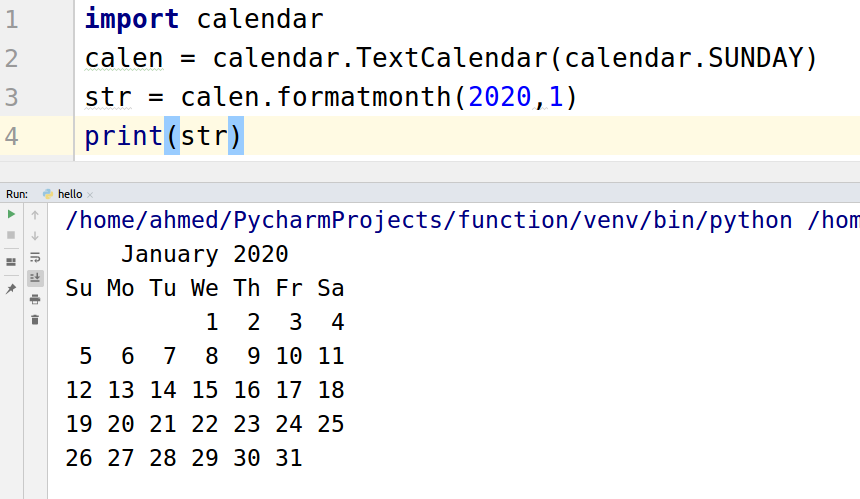 1 import calendar
2 calen = calendar.TextCalendar(calendar.SUNDAY)
3 str = calen.formatmonth(2020,1)
4 print(str)
Run: hello
/home/ahmed/PycharmProjects/function/venv/bin/python /hom
January 2020
Su Mo Tu We Th Fr Sa
1 2 3 4
5 6 7 8 9 10 11
12 13 14 15 16 17 18
19 20 21 22 23 24 25
26 27 28 29 30 31